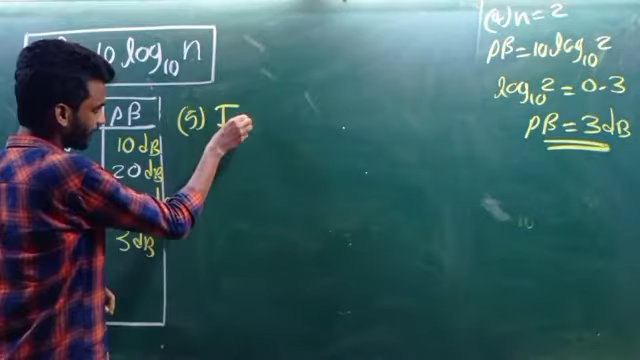 10 log₁₀ n
PB
10 dB
20 dB
3 dB
(5) I
(4) n = 2
PB = 10 log₁₀ 2
log₁₀ 2 = 0.3
PB = 3 dB